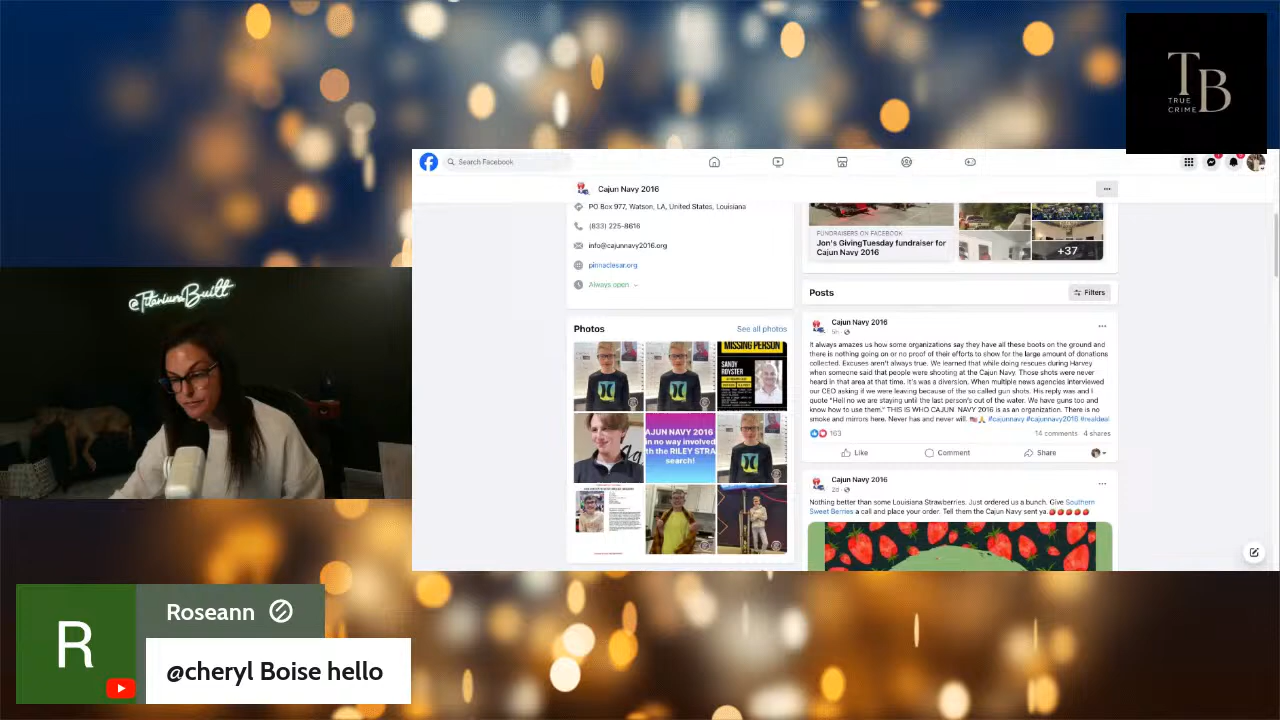 TB
TRUE
CRIME
Search Facebook
Cajun Navy 2016
PO Box 977, Watson, LA, United States, Louisiana
(833) 225-8616
info@cajunnavy2016.org
pinnaclesar.org
Always open
FUNDRAISERS ON FACEBOOK
Jon's GivingTuesday fundraiser for
Cajun Navy 2016
+37
Posts
Filters
Photos
See all photos
MISSING PERSON
SANDY
ROYSTER
CAJUN NAVY 2016
in no way involved
with the RILEY STRA
search!
Cajun Navy 2016
5h
It always amazes us how some organizations say they have all these boots on the ground and
there is nothing going on or no proof of their efforts to show for the large amount of donations
collected. Excuses aren't always true. We learned that while doing rescues during Harvey
when someone said that people were shooting at the Cajun Navy. Those shots were never
heard in that area at that time. It's was a diversion. When multiple news agencies interviewed
our CEO asking if we were leaving because of the so called gun shots. His reply was and I
quote "Hell no we are staying until the last person's out of the water. We have guns too and
know how to use them." THIS IS WHO CAJUN NAVY 2016 IS as an organization. There is no
smoke and mirrors here. Never has and never will. #cajunnavy #cajunnavy2016 #realdeal
163
14 comments 4 shares
Like
Comment
Share
Cajun Navy 2016
2d
Nothing better than some Louisiana Strawberries. Just ordered us a bunch. Give Southern
Sweet Berries a call and place your order. Tell them the Cajun Navy sent ya.
@TitaniumBuilt
R
Roseann
@cheryl Boise hello